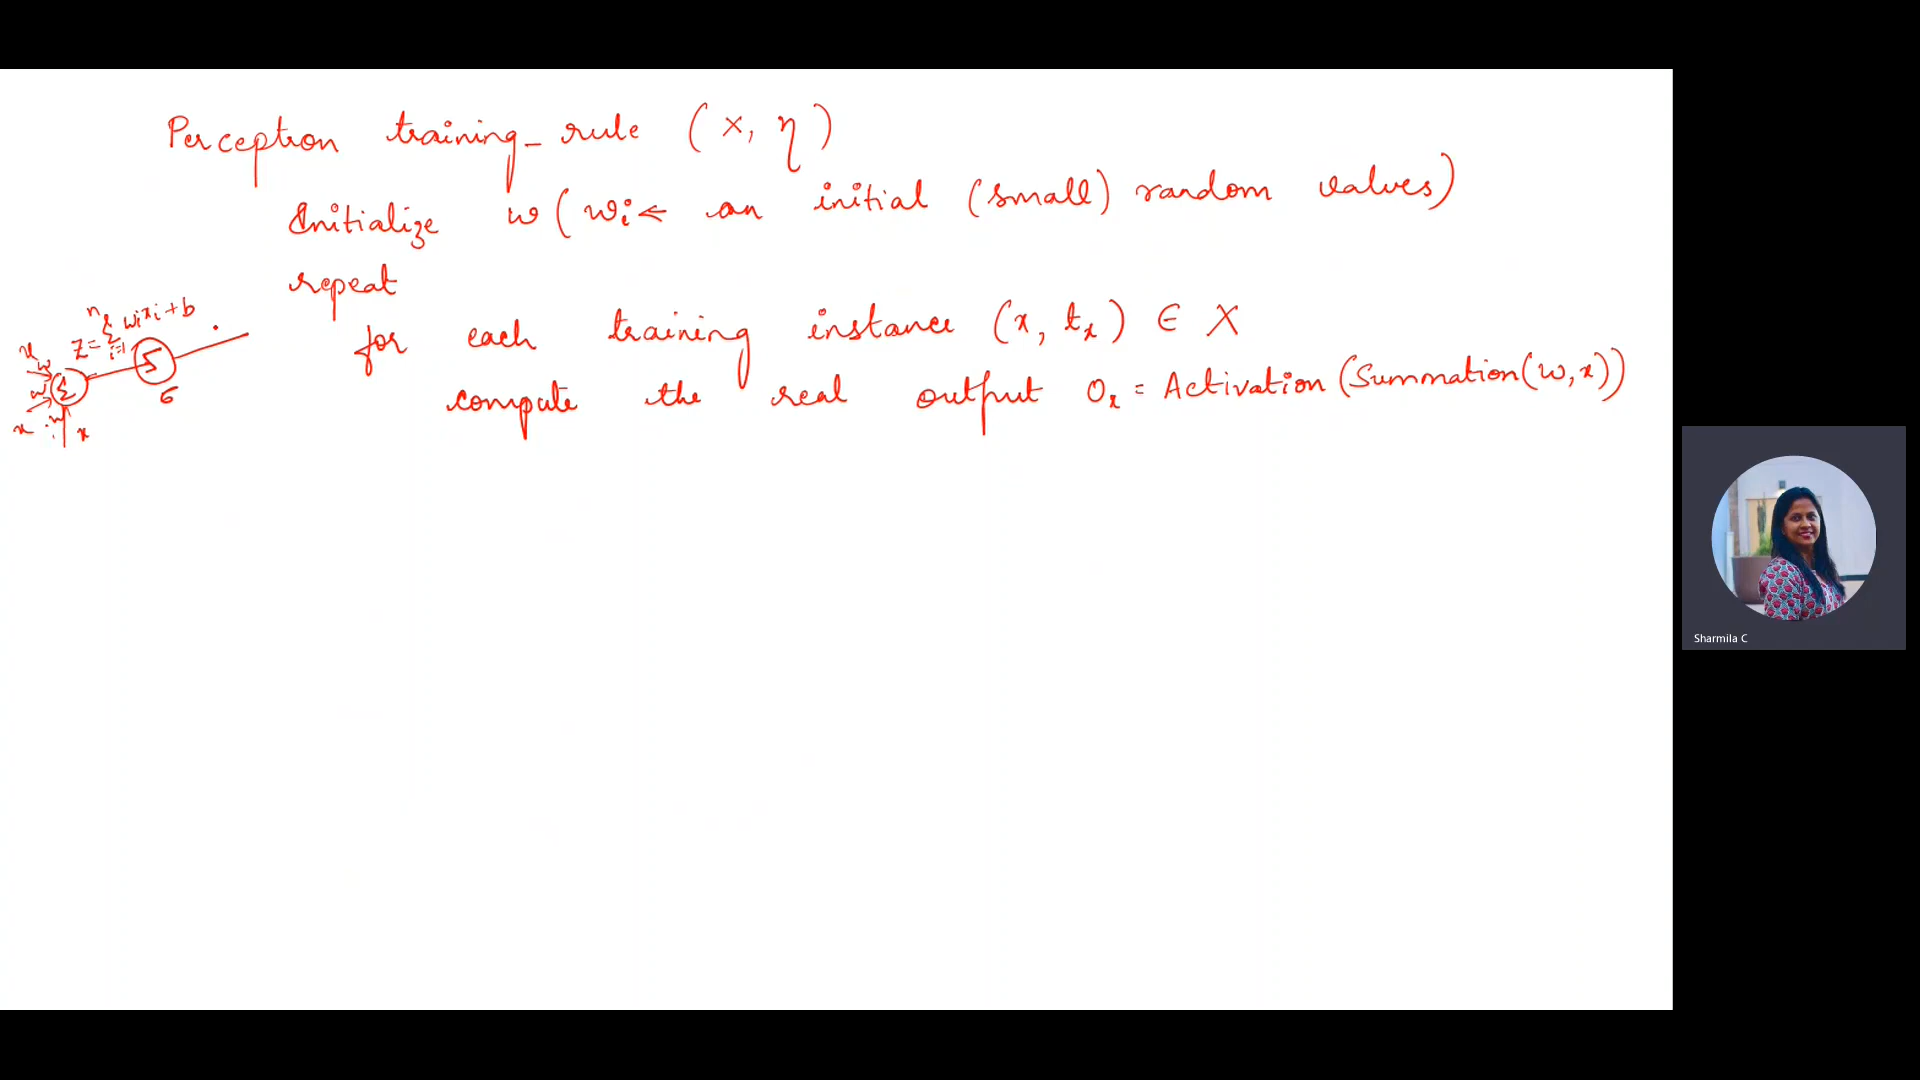 Perception training_rule (x, η)
Initialize w (wi ← an initial (small) random values)
repeat
for each training instance (x, tx) ∈ X
compute the real output Ox = Activation (Summation(w, x))
n
z = Σ wixi + b
i=1
x w
w Σ S
σ
x w x
Sharmila C